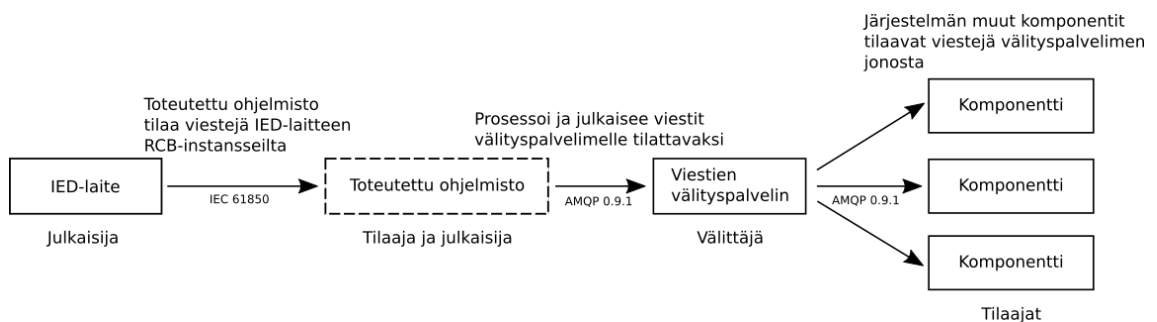 Järjestelmän muut komponentit
tilaavat viestejä välityspalvelimen
jonosta
Toteutettu ohjelmisto
tilaa viestejä IED-laitteen
RCB-instansseilta
Prosessoi ja julkaisee viestit
välityspalvelimelle tilattavaksi
IED-laite
IEC 61850
Toteutettu ohjelmisto
AMQP 0.9.1
Viestien
välityspalvelin
AMQP 0.9.1
Komponentti
Komponentti
Komponentti
Julkaisija
Tilaaja ja julkaisija
Välittäjä
Tilaajat